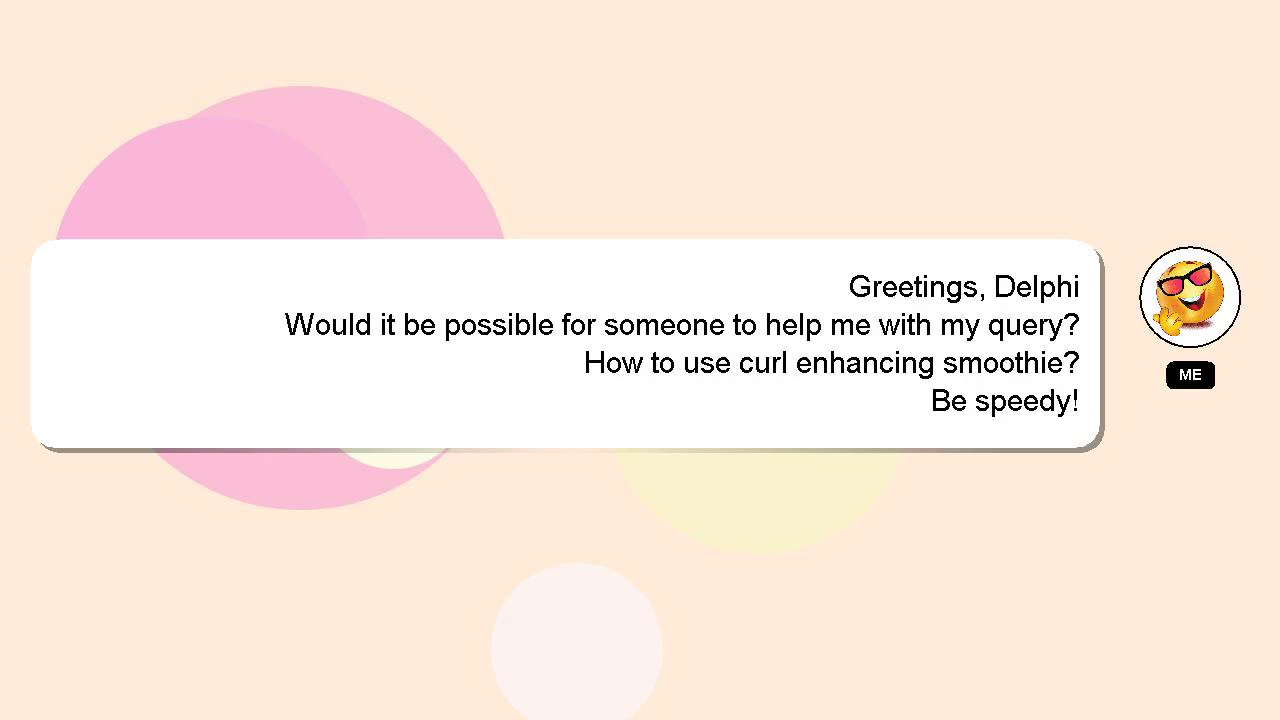 Greetings, Delphi
Would it be possible for someone to help me with my query?
How to use curl enhancing smoothie?
Be speedy!
ME